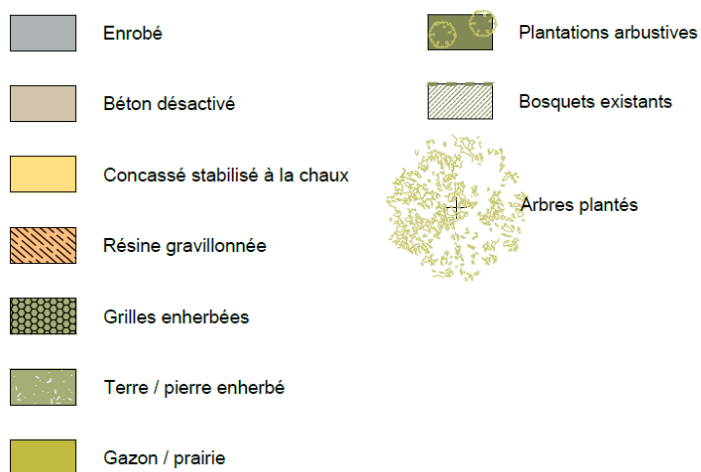 Enrobé
Béton désactivé
Concassé stabilisé à la chaux
Résine gravillonnée
Grilles enherbées
Terre / pierre enherbé
Gazon / prairie
Plantations arbustives
Bosquets existants
Arbres plantés